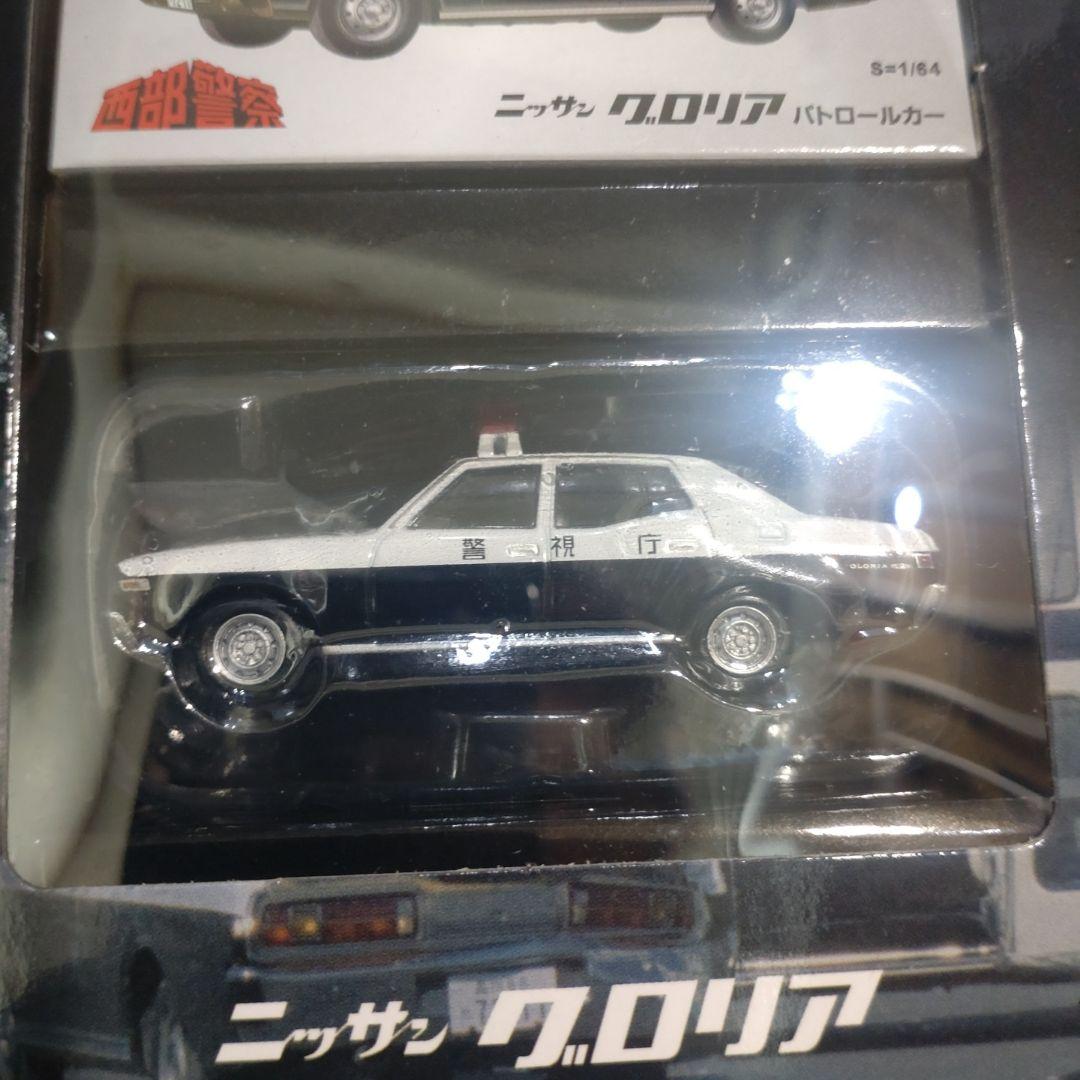 S=1/64
西部警察
ニッサン グロリア パトロールカー
警視庁
GLORIA
ニッサン グロリア